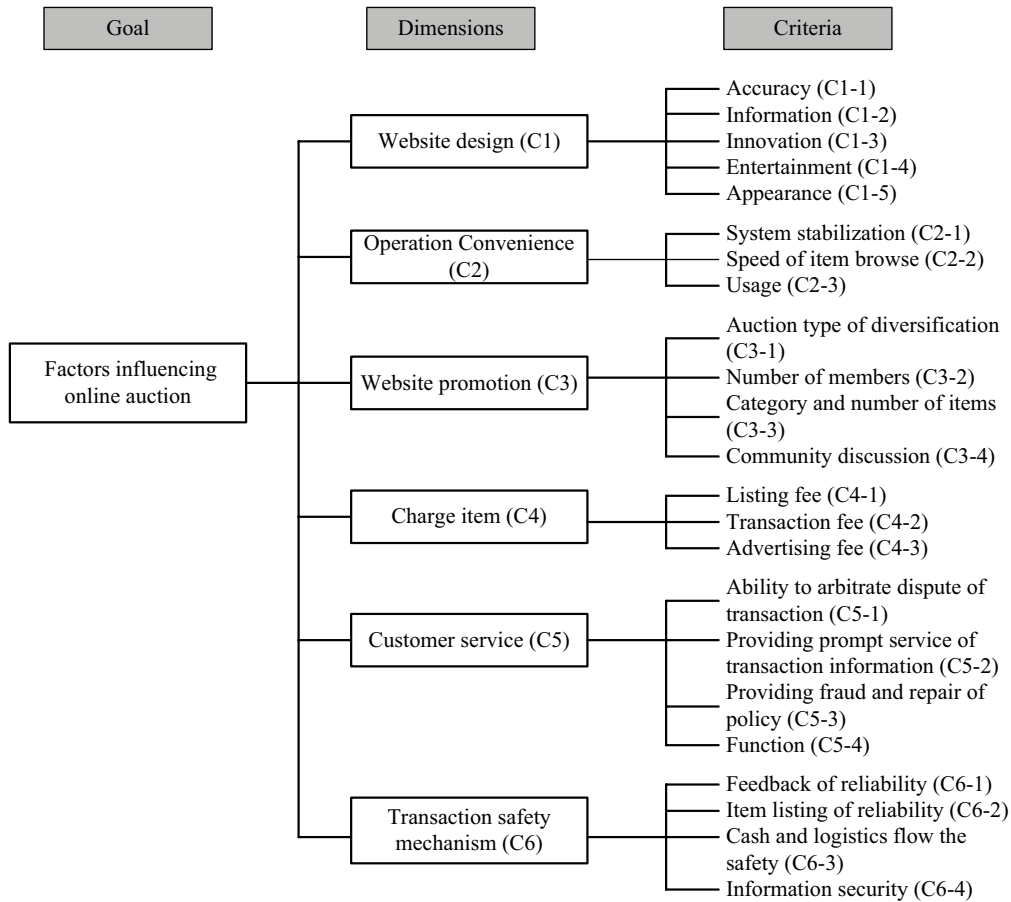 Goal
Dimensions
Criteria
Factors influencing
online auction
Website design (C1)
Accuracy (C1-1)
Information (C1-2)
Innovation (C1-3)
Entertainment (C1-4)
Appearance (C1-5)
Operation Convenience
(C2)
System stabilization (C2-1)
Speed of item browse (C2-2)
Usage (C2-3)
Website promotion (C3)
Auction type of diversification
(C3-1)
Number of members (C3-2)
Category and number of items
(C3-3)
Community discussion (C3-4)
Charge item (C4)
Listing fee (C4-1)
Transaction fee (C4-2)
Advertising fee (C4-3)
Customer service (C5)
Ability to arbitrate dispute of
transaction (C5-1)
Providing prompt service of
transaction information (C5-2)
Providing fraud and repair of
policy (C5-3)
Function (C5-4)
Transaction safety
mechanism (C6)
Feedback of reliability (C6-1)
Item listing of reliability (C6-2)
Cash and logistics flow the
safety (C6-3)
Information security (C6-4)